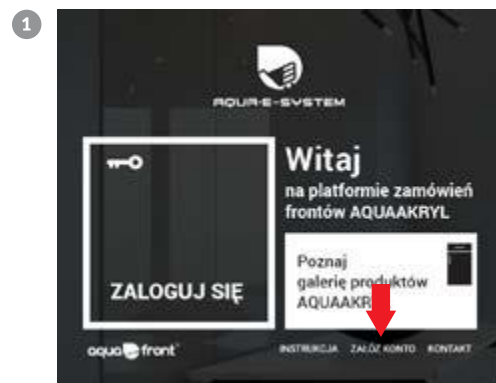 1
AQUA-E-SYSTEM
Witaj
na platformie zamówień
frontów AQUAAKRYL
ZALOGUJ SIĘ
Poznaj
galerię produktów
AQUAAKR
aqua front
INSTRUKCJA ZAŁÓŻ KONTO KONTAKT